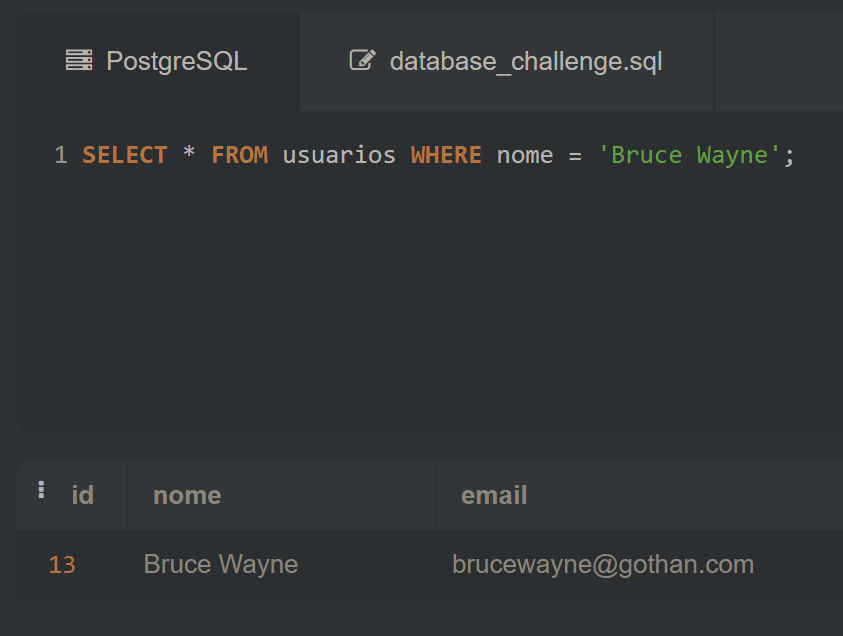 PostgreSQL database_challenge.sql
1 SELECT * FROM usuarios WHERE nome = 'Bruce Wayne';
id nome email
13 Bruce Wayne brucewayne@gothan.com